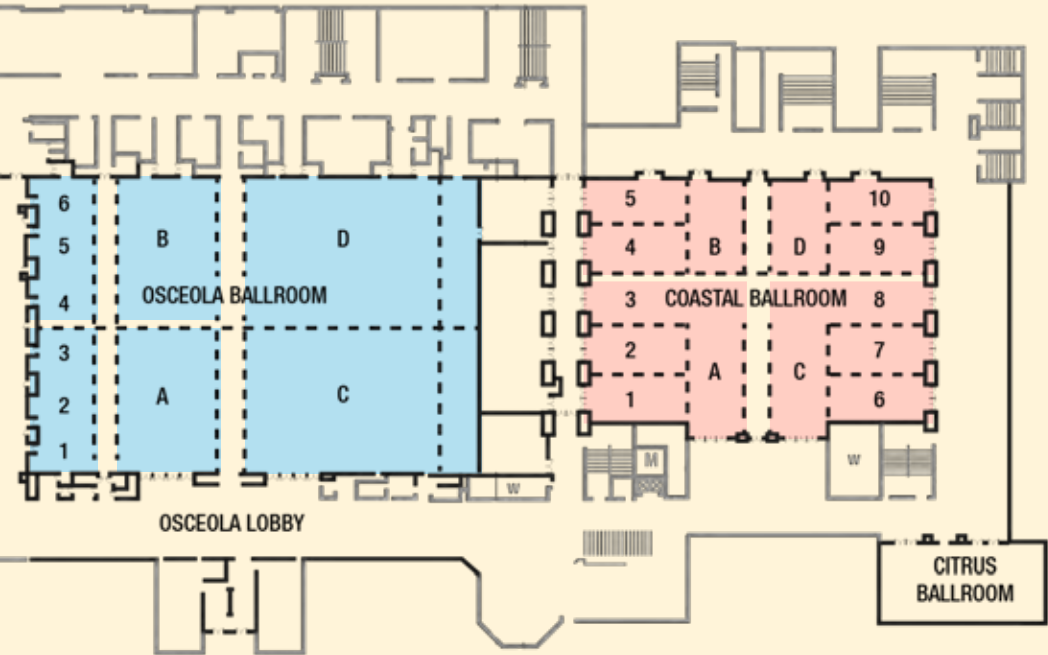 6
5
4
3
2
1
B
A
D
C
OSCEOLA BALLROOM
5
4
3
2
1
B
A
D
C
10
9
8
7
6
COASTAL BALLROOM
M
W
W
OSCEOLA LOBBY
CITRUS
BALLROOM